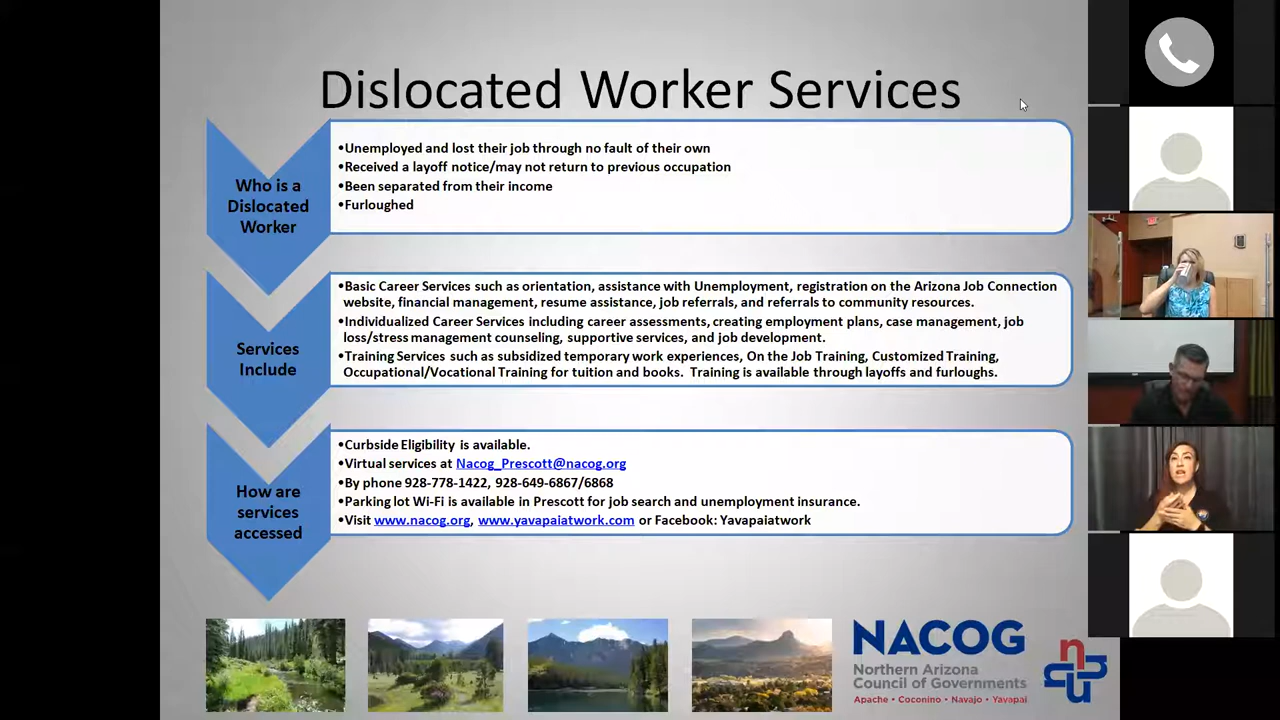 Dislocated Worker Services
Who is a
Dislocated
Worker
•Unemployed and lost their job through no fault of their own
•Received a layoff notice/may not return to previous occupation
•Been separated from their income
•Furloughed
Services
Include
•Basic Career Services such as orientation, assistance with Unemployment, registration on the Arizona Job Connection
website, financial management, resume assistance, job referrals, and referrals to community resources.
•Individualized Career Services including career assessments, creating employment plans, case management, job
loss/stress management counseling, supportive services, and job development.
•Training Services such as subsidized temporary work experiences, On the Job Training, Customized Training,
Occupational/Vocational Training for tuition and books. Training is available through layoffs and furloughs.
How are
services
accessed
•Curbside Eligibility is available.
•Virtual services at Nacog_Prescott@nacog.org
•By phone 928-778-1422, 928-649-6867/6868
•Parking lot Wi-Fi is available in Prescott for job search and unemployment insurance.
•Visit www.nacog.org, www.yavapaiatwork.com or Facebook: Yavapaiatwork
NACOG
Northern Arizona
Council of Governments
Apache • Coconino • Navajo • Yavapai